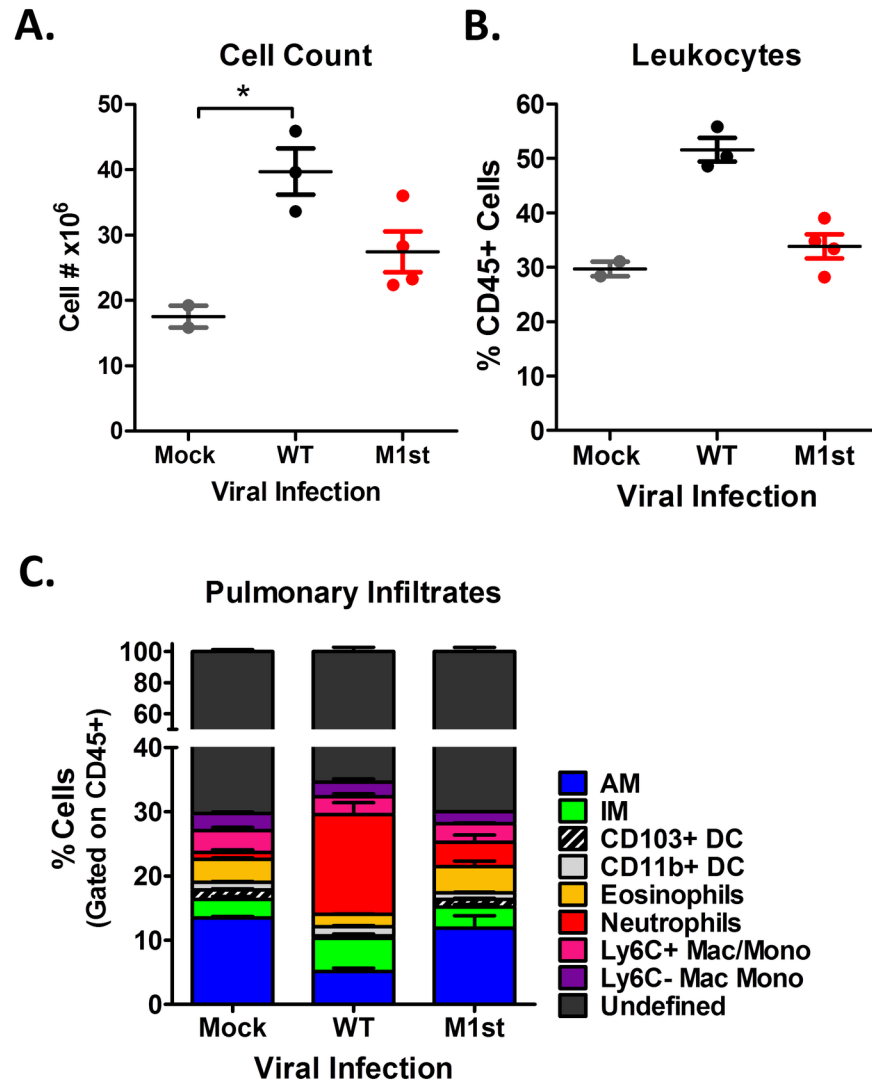 A.
Cell Count
*
50
40
30
20
10
0
Cell # x10⁶
Mock WT M1st
Viral Infection
B.
Leukocytes
60
50
40
30
20
10
0
% CD45+ Cells
Mock WT M1st
Viral Infection
C.
Pulmonary Infiltrates
100
80
60
40
30
20
10
0
% Cells
(Gated on CD45+)
Mock WT M1st
Viral Infection
AM
IM
CD103+ DC
CD11b+ DC
Eosinophils
Neutrophils
Ly6C+ Mac/Mono
Ly6C- Mac Mono
Undefined